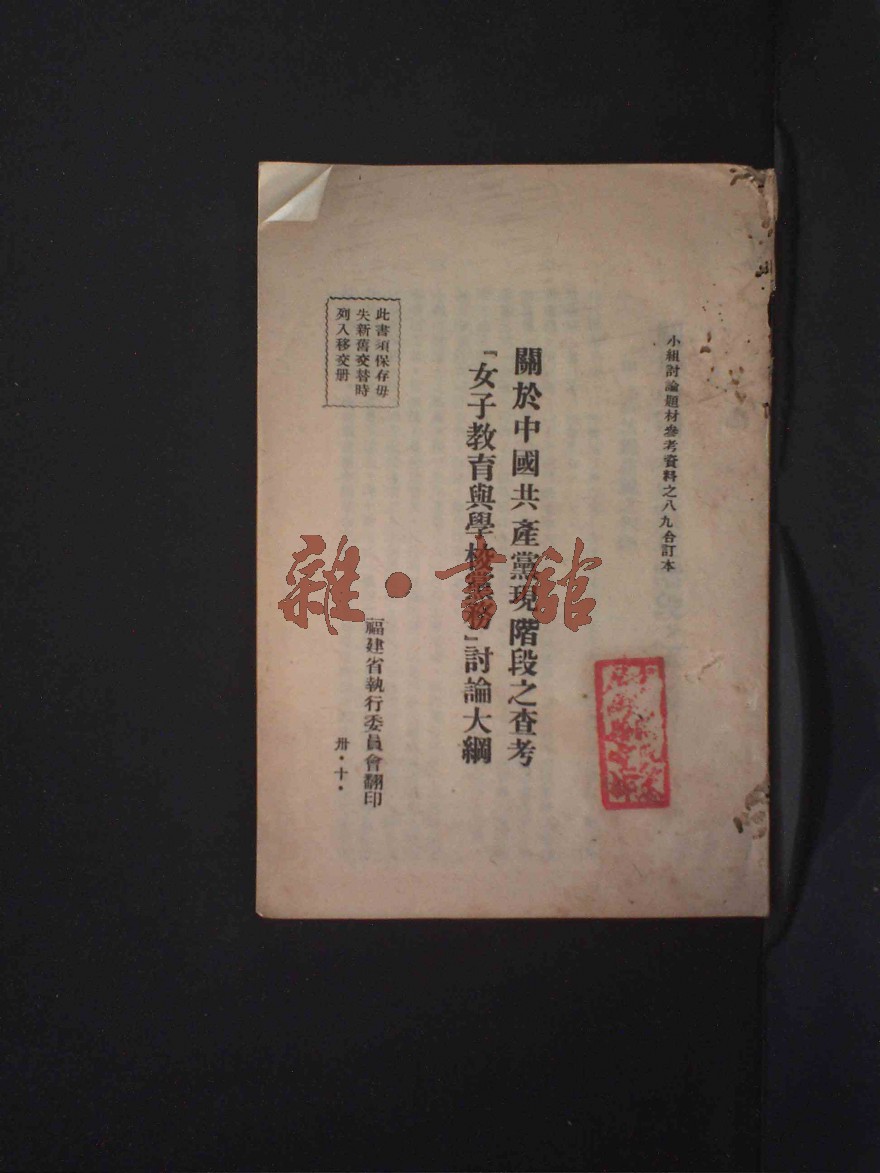 小組討論題材參考資料之八九合訂本
關於中國共產黨現階段之查考
「女子教育與學校黨務」討論大綱
福建省執行委員會翻印
卅·十·
此書須保存毋
失新舊交替時
列入移交册
雜·書館